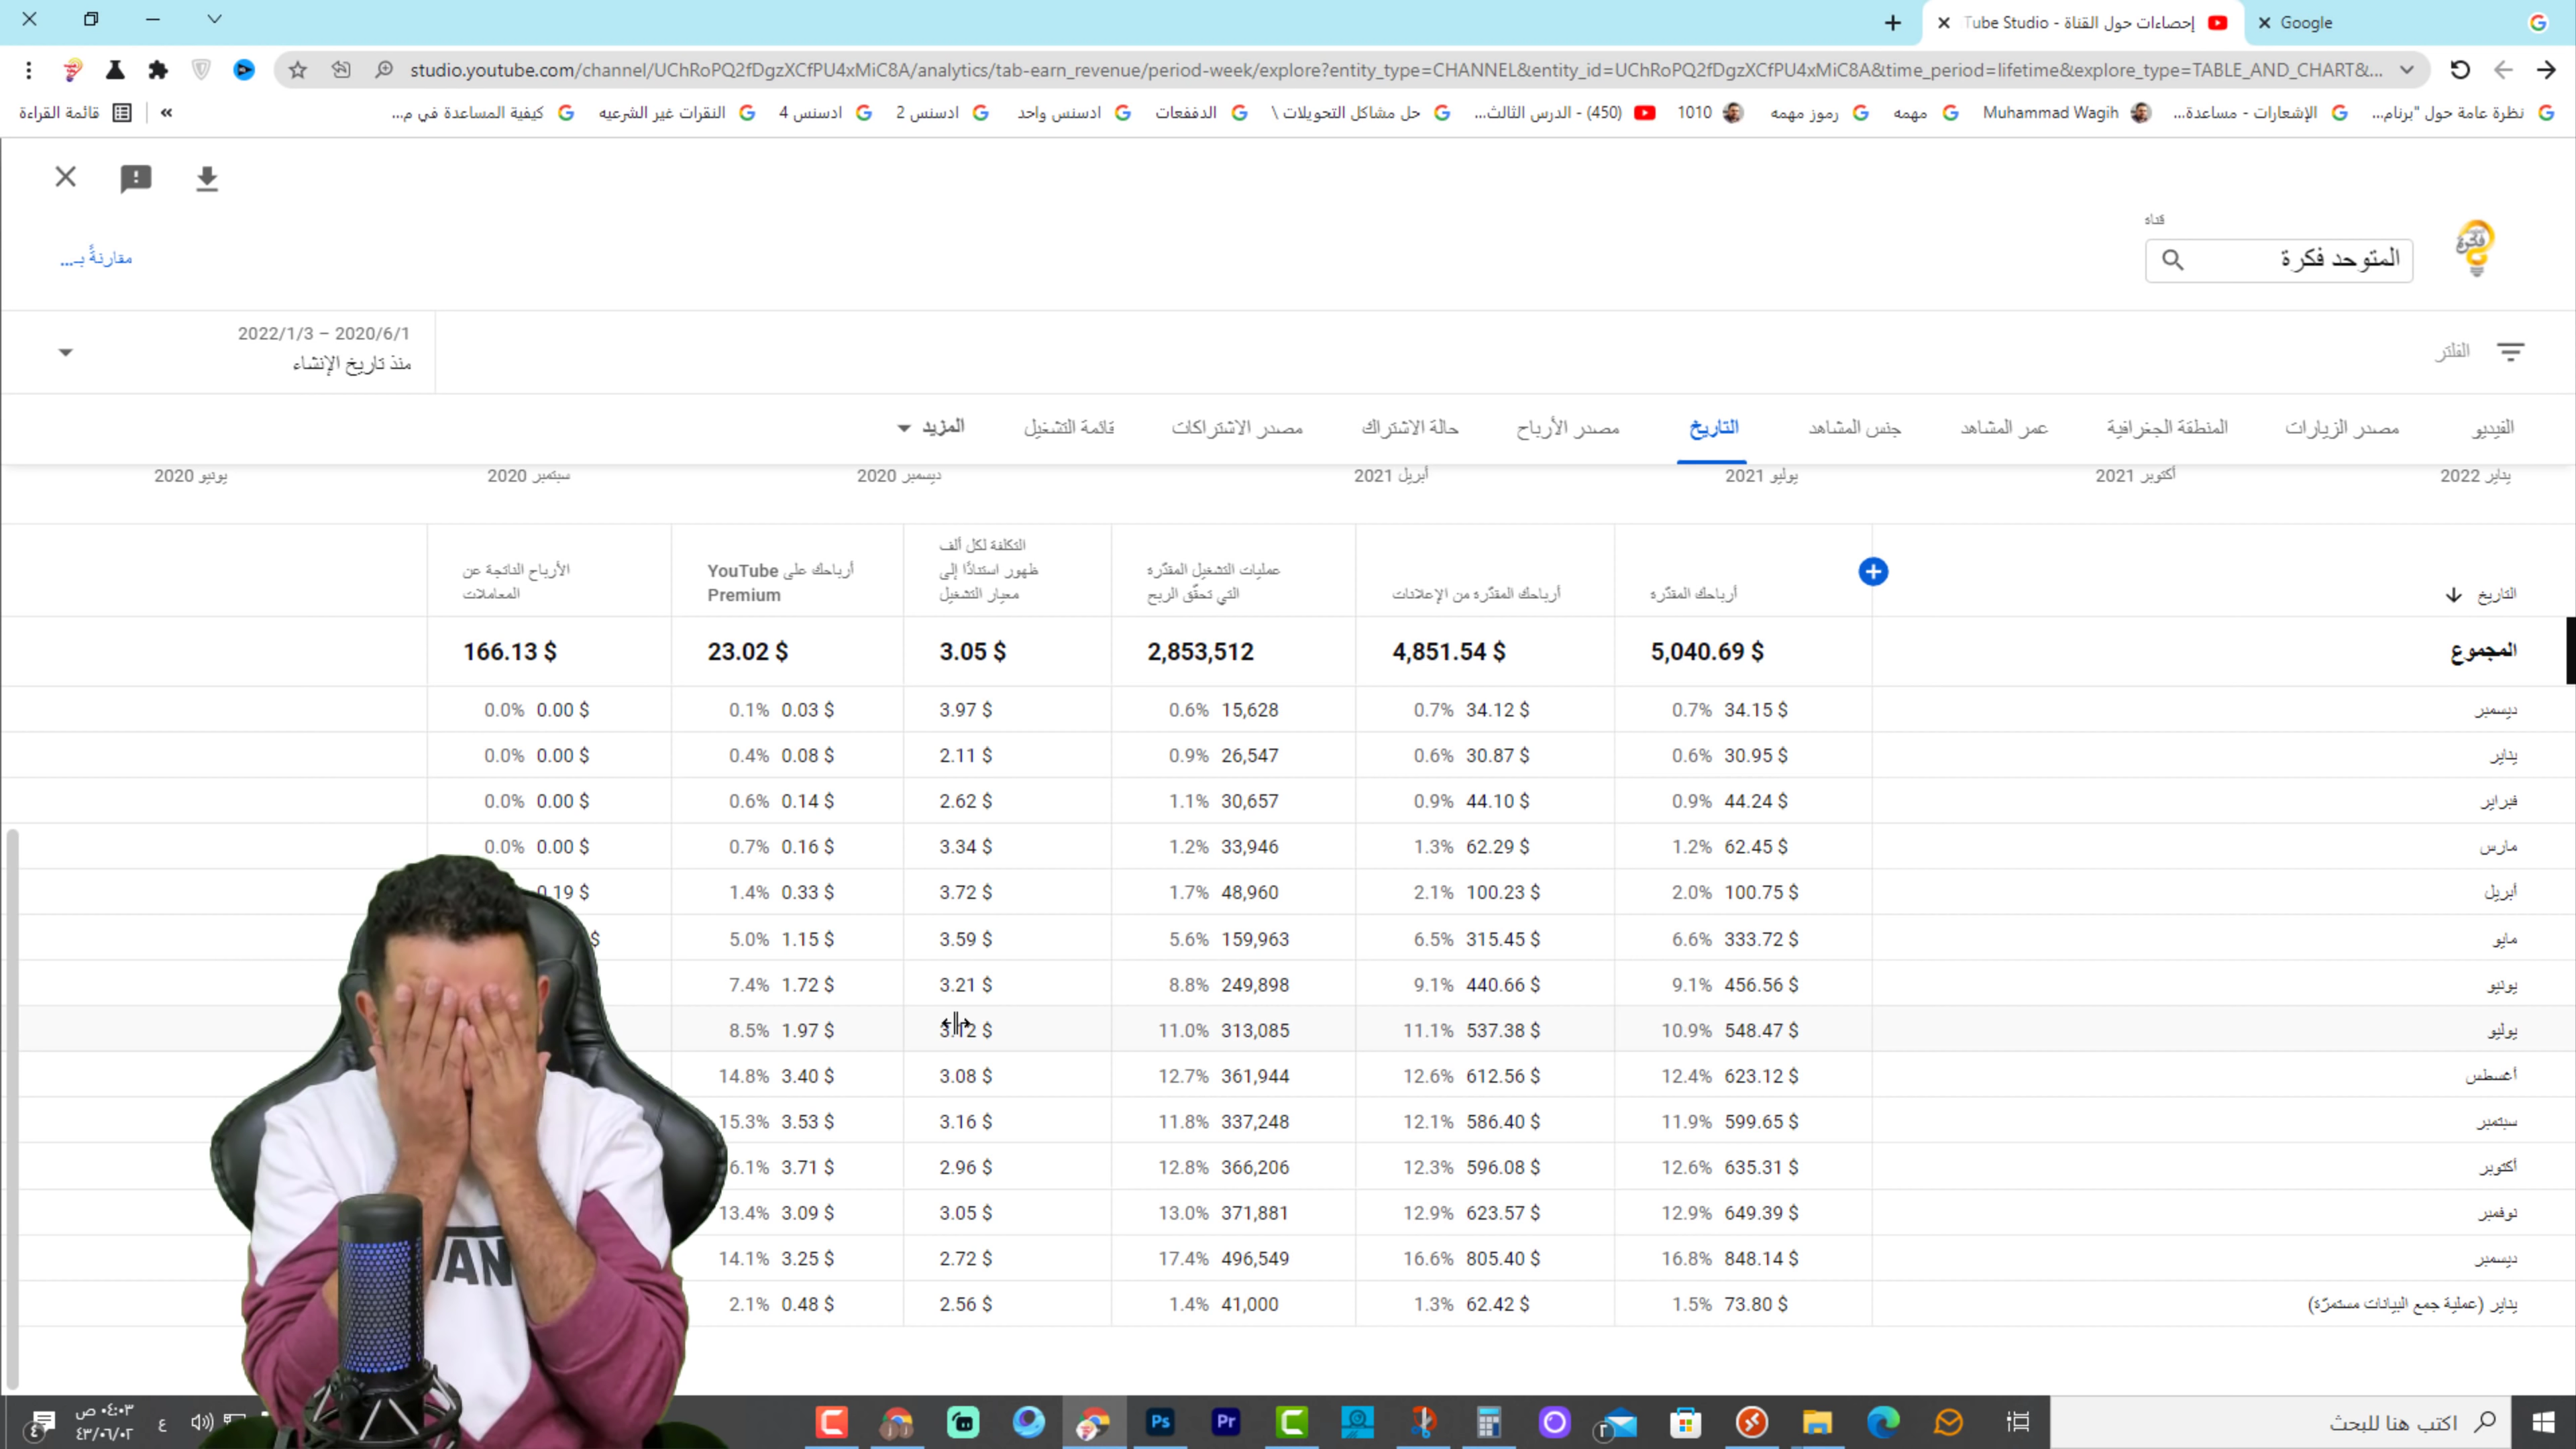 Google
إحصاءات حول القناة - Tube Studio
studio.youtube.com/channel/UChRoPQ2fDgzXCfPU4xMiC8A/analytics/tab-earn_revenue/period-week/explore?entity_type=CHANNEL&entity_id=UChRoPQ2fDgzXCfPU4xMiC8A&time_period=lifetime&explore_type=TABLE_AND_CHART&...
نظرة عامة حول "برنام...
الإشعارات - مساعدة...
Muhammad Wagih
مهمه
رموز مهمه
1010
(450) - الدرس الثالث...
حل مشاكل التحويلات \
الدفعات
ادسنس واحد
ادسنس 2
ادسنس 4
النقرات غير الشرعيه
كيفية المساعدة في م...
«
قائمة القراءة
فكرة
قناة
المتوحد فكرة
مقارنةً بـ...
الفلتر
2020/6/1 – 2022/1/3
منذ تاريخ الإنشاء
الفيديو
مصدر الزيارات
المنطقة الجغرافية
عمر المشاهد
جنس المشاهد
التاريخ
مصدر الأرباح
حالة الاشتراك
مصدر الاشتراكات
قائمة التشغيل
المزيد
يناير 2022
أكتوبر 2021
يوليو 2021
أبريل 2021
ديسمبر 2020
سبتمبر 2020
يونيو 2020
التاريخ
أرباحك المقدّرة
أرباحك المقدّرة من الإعلانات
عمليات التشغيل المقدّرة
التي تحقّق الربح
التكلفة لكل ألف
ظهور استنادًا إلى
معيار التشغيل
أرباحك على YouTube
Premium
الأرباح الناتجة عن
المعاملات
المجموع 5,040.69 $ 4,851.54 $ 2,853,512 3.05 $ 23.02 $ 166.13 $
ديسمبر 0.7% 34.15 $ 0.7% 34.12 $ 0.6% 15,628 3.97 $ 0.1% 0.03 $ 0.0% 0.00 $
يناير 0.6% 30.95 $ 0.6% 30.87 $ 0.9% 26,547 2.11 $ 0.4% 0.08 $ 0.0% 0.00 $
فبراير 0.9% 44.24 $ 0.9% 44.10 $ 1.1% 30,657 2.62 $ 0.6% 0.14 $ 0.0% 0.00 $
مارس 1.2% 62.45 $ 1.3% 62.29 $ 1.2% 33,946 3.34 $ 0.7% 0.16 $ 0.0% 0.00 $
أبريل 2.0% 100.75 $ 2.1% 100.23 $ 1.7% 48,960 3.72 $ 1.4% 0.33 $ 0.19 $
مايو 6.6% 333.72 $ 6.5% 315.45 $ 5.6% 159,963 3.59 $ 5.0% 1.15 $ $
يونيو 9.1% 456.56 $ 9.1% 440.66 $ 8.8% 249,898 3.21 $ 7.4% 1.72 $
يوليو 10.9% 548.47 $ 11.1% 537.38 $ 11.0% 313,085 8.5% 1.97 $
أغسطس 12.4% 623.12 $ 12.6% 612.56 $ 12.7% 361,944 3.08 $ 14.8% 3.40 $
سبتمبر 11.9% 599.65 $ 12.1% 586.40 $ 11.8% 337,248 3.16 $ 15.3% 3.53 $
أكتوبر 12.6% 635.31 $ 12.3% 596.08 $ 12.8% 366,206 2.96 $ 6.1% 3.71 $
نوفمبر 12.9% 649.39 $ 12.9% 623.57 $ 13.0% 371,881 3.05 $ 13.4% 3.09 $
ديسمبر 16.8% 848.14 $ 16.6% 805.40 $ 17.4% 496,549 2.72 $ 14.1% 3.25 $
يناير (عملية جمع البيانات مستمرّة) 1.5% 73.80 $ 1.3% 62.42 $ 1.4% 41,000 2.56 $ 2.1% 0.48 $
VAN
اكتب هنا للبحث
Pr
Ps
ع
٠٤:٠٣ ص
٤٣/٠٦/٠٢